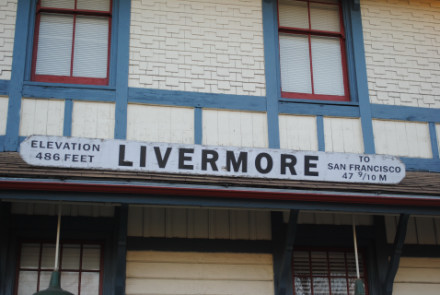 ELEVATION
486 FEET
LIVERMORE
TO
SAN FRANCISCO
47 9/10 M